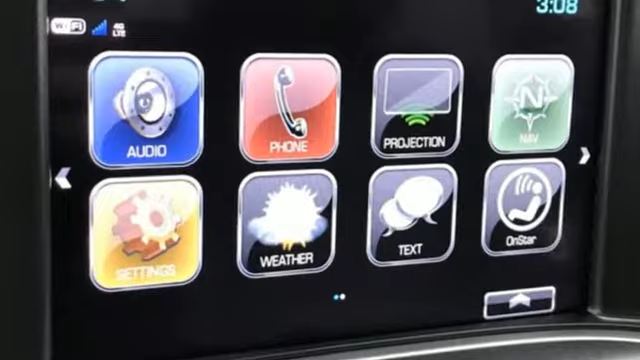 3:08
WiFi 4G LTE
AUDIO PHONE PROJECTION N NAV
SETTINGS WEATHER TEXT OnStar